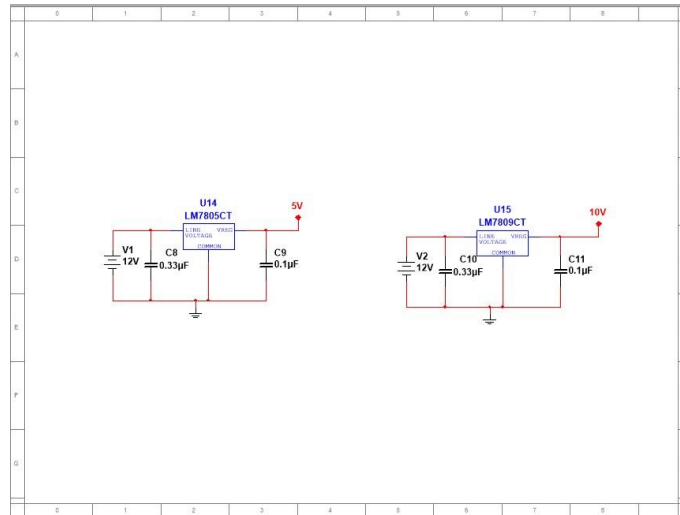 0 1 2 3 4 5 6 7 8
A
B
C
D
E
F
G
U14
LM7805CT
5V
LINE VREG
VOLTAGE
COMMON
V1
12V
C8
0.33µF
C9
0.1µF
U15
LM7809CT
10V
LINE VREG
VOLTAGE
COMMON
V2
12V
C10
0.33µF
C11
0.1µF
0 1 2 3 4 5 6 7 8